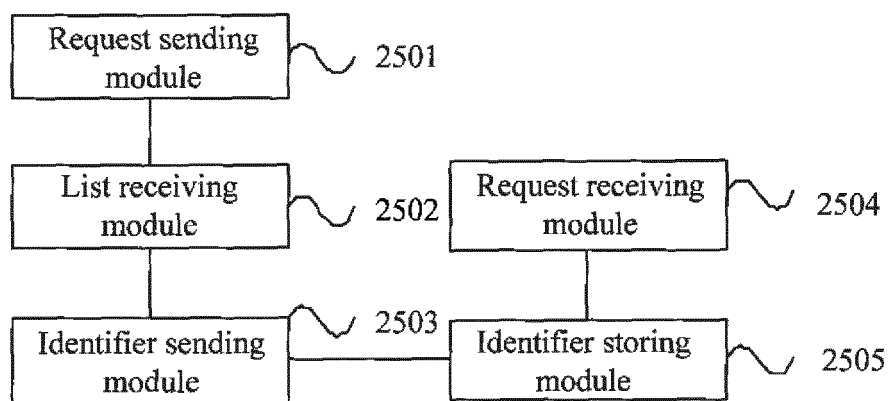 Request sending
module
2501
List receiving
module
2502
Request receiving
module
2504
Identifier sending
module
2503
Identifier storing
module
2505